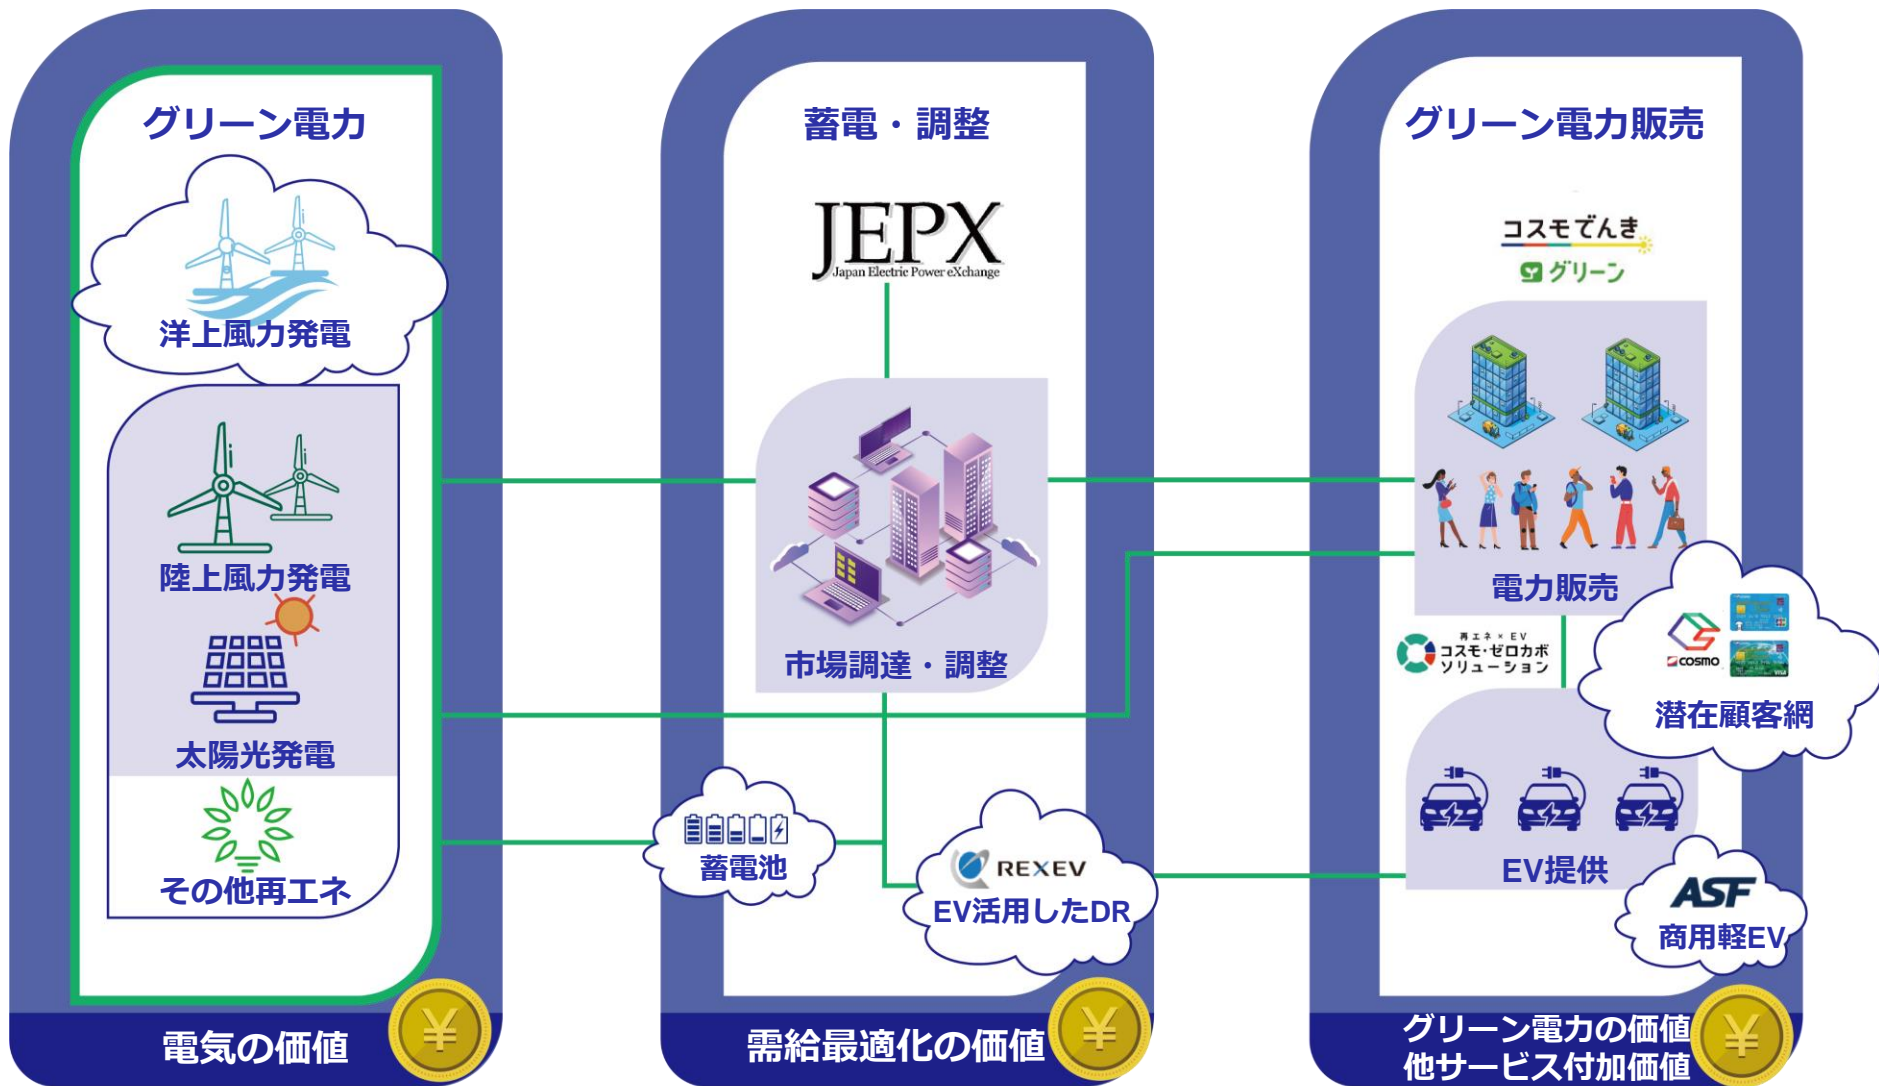 グリーン電力
洋上風力発電
陸上風力発電
太陽光発電
その他再エネ
電気の価値
蓄電・調整
JEPX
Japan Electric Power eXchange
市場調達・調整
蓄電池
REXEV
EV活用したDR
需給最適化の価値
グリーン電力販売
コスモでんき
グリーン
電力販売
再エネ×EV
コスモ・ゼロカボ
ソリューション
COSMO
潜在顧客網
EV提供
ASF
商用軽EV
グリーン電力の価値
他サービス付加価値